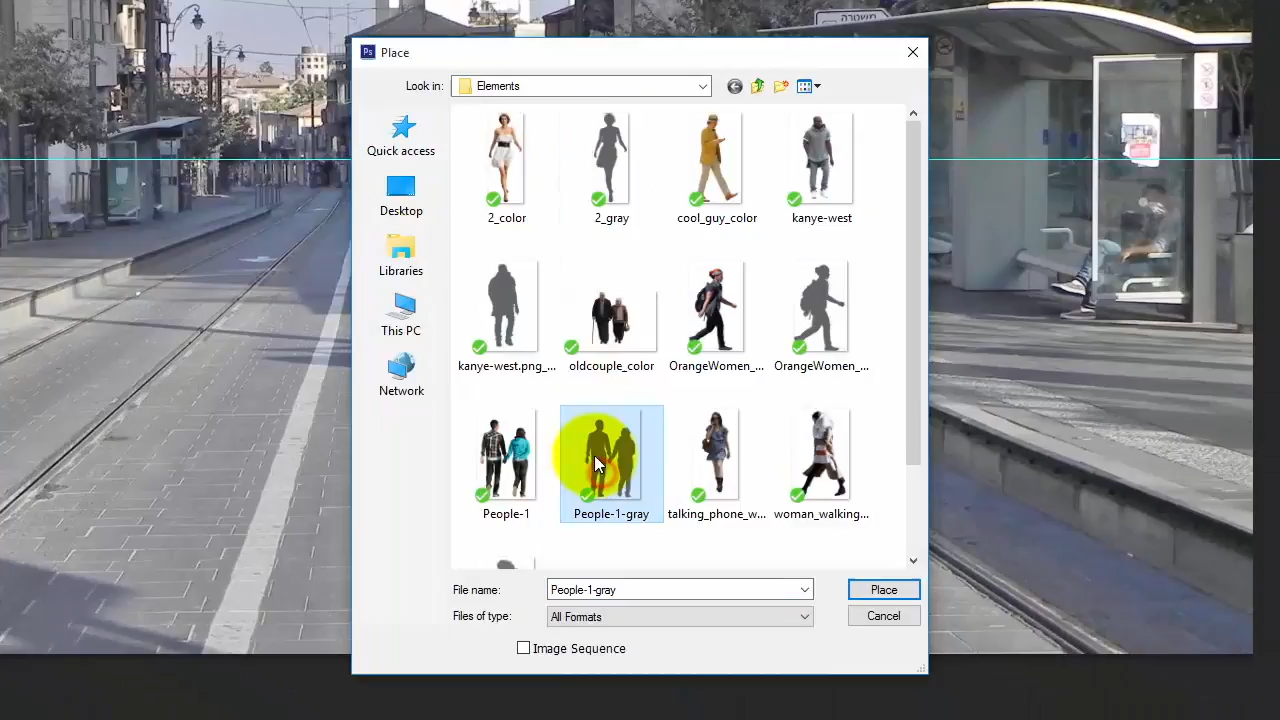 משטרה
Ps Place
Look in: Elements
Quick access
Desktop
Libraries
This PC
Network
2_color
2_gray
cool_guy_color
kanye-west
kanye-west.png_...
oldcouple_color
OrangeWomen_...
OrangeWomen_...
People-1
People-1-gray
talking_phone_w...
woman_walking...
File name: People-1-gray
Place
Files of type: All Formats
Cancel
Image Sequence